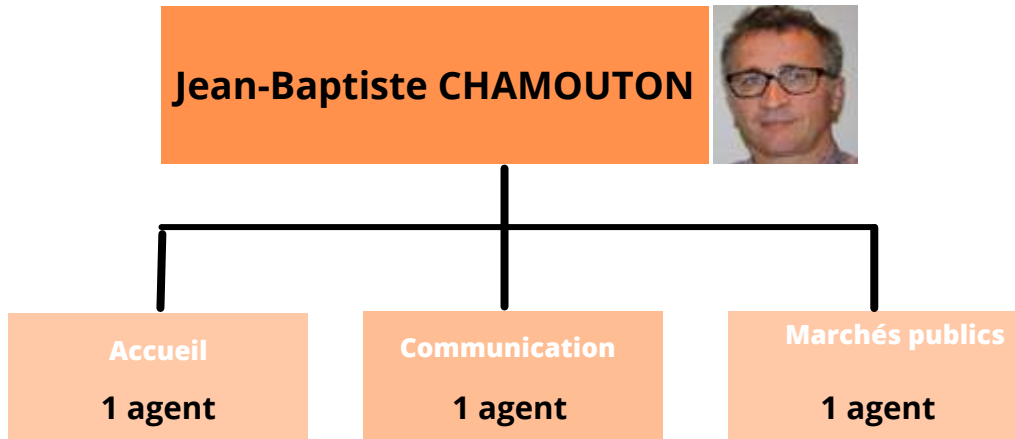 Jean-Baptiste CHAMOUTON
Accueil
Communication
Marchés publics
1 agent
1 agent
1 agent